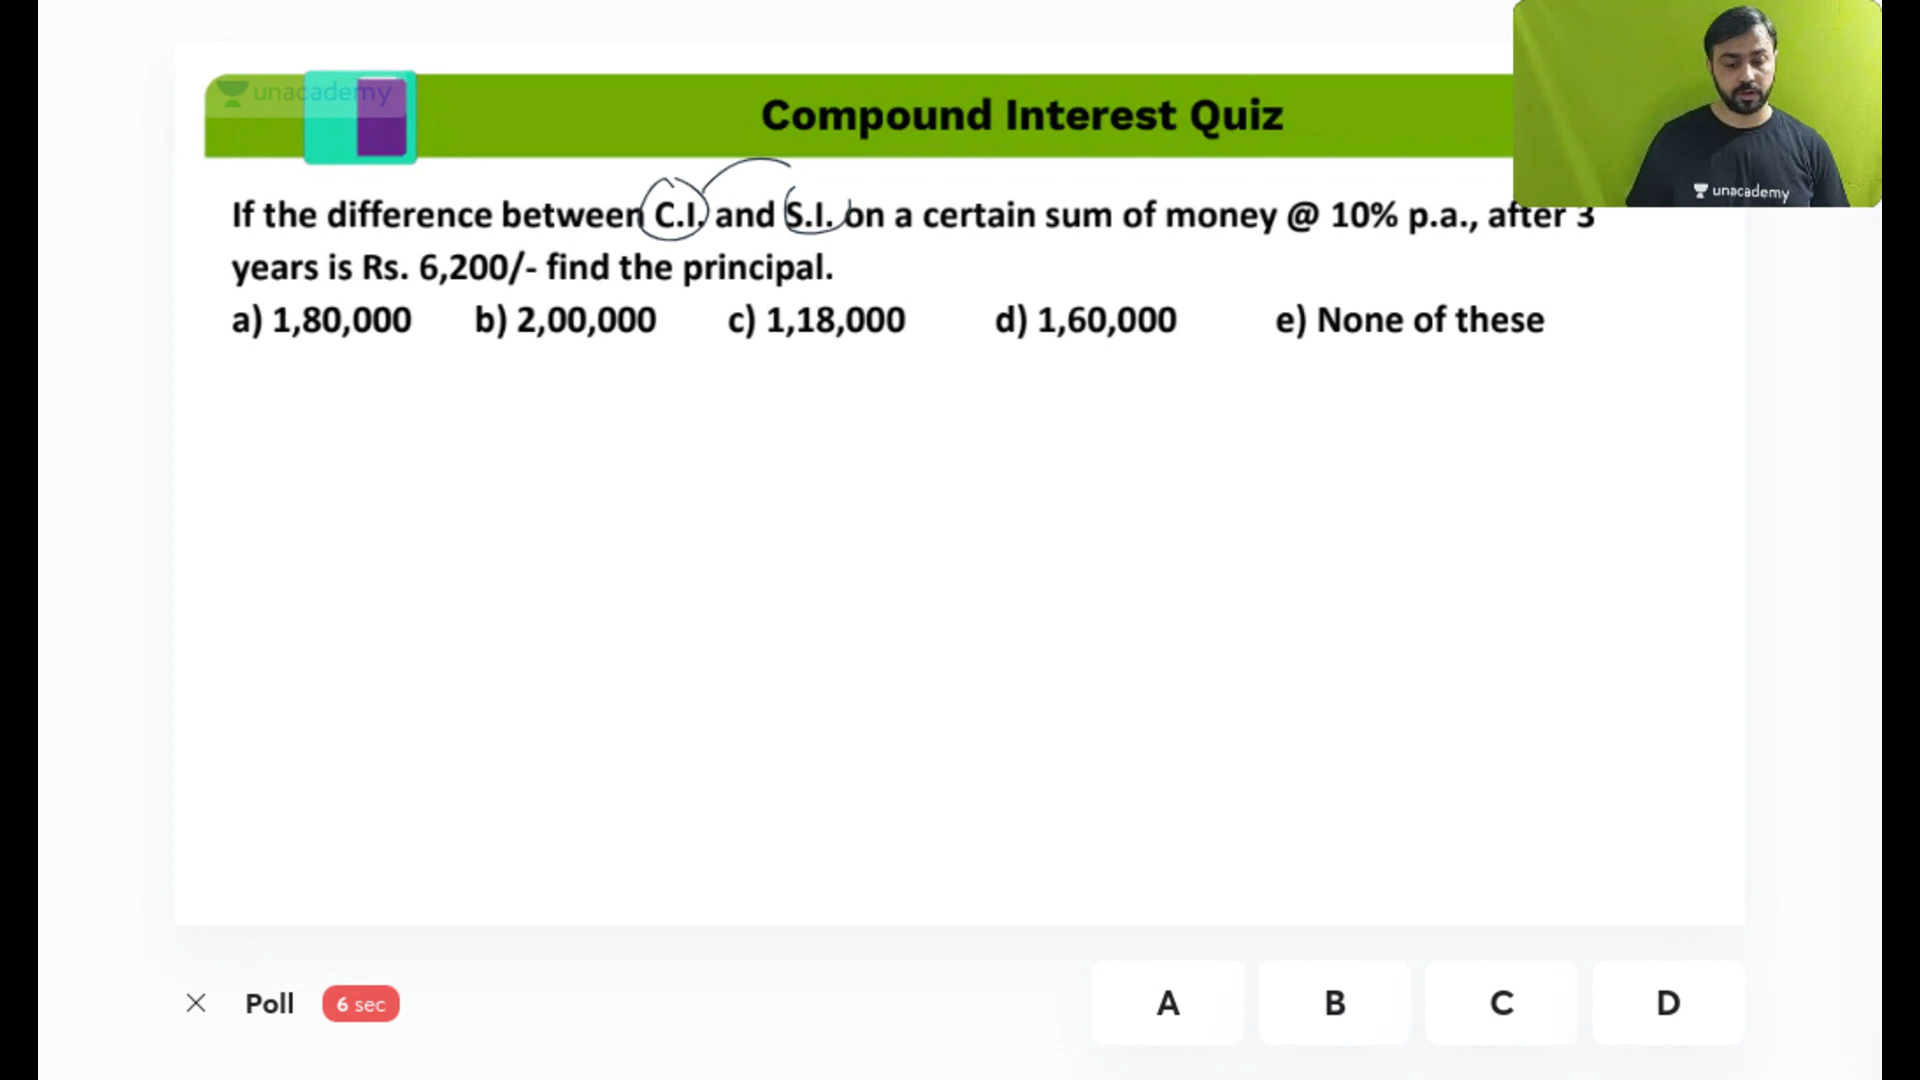 unacademy
Compound Interest Quiz
unacademy
If the difference between C.I. and S.I. on a certain sum of money @ 10% p.a., after 3
years is Rs. 6,200/- find the principal.
a) 1,80,000 b) 2,00,000 c) 1,18,000 d) 1,60,000 e) None of these
Poll 6 sec A B C D